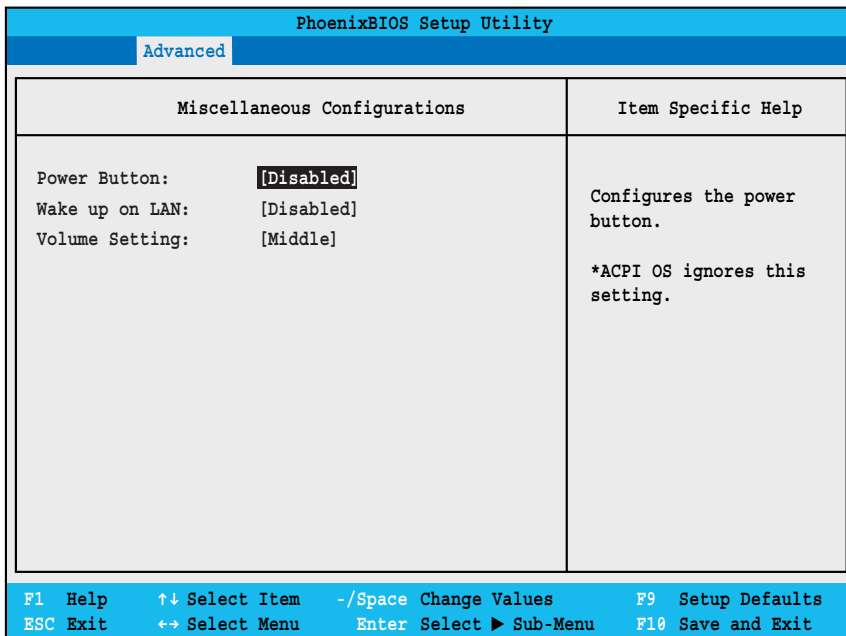 PhoenixBIOS Setup Utility
Advanced
Miscellaneous Configurations
Item Specific Help
Power Button: [Disabled]
Wake up on LAN: [Disabled]
Volume Setting: [Middle]
Configures the power
button.
*ACPI OS ignores this
setting.
F1 Help ↑↓ Select Item -/Space Change Values F9 Setup Defaults
ESC Exit ←→ Select Menu Enter Select ▶ Sub-Menu F10 Save and Exit